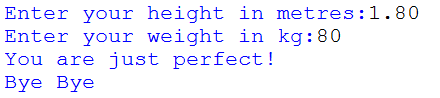 Enter your height in metres:1.80
Enter your weight in kg:80
You are just perfect!
Bye Bye